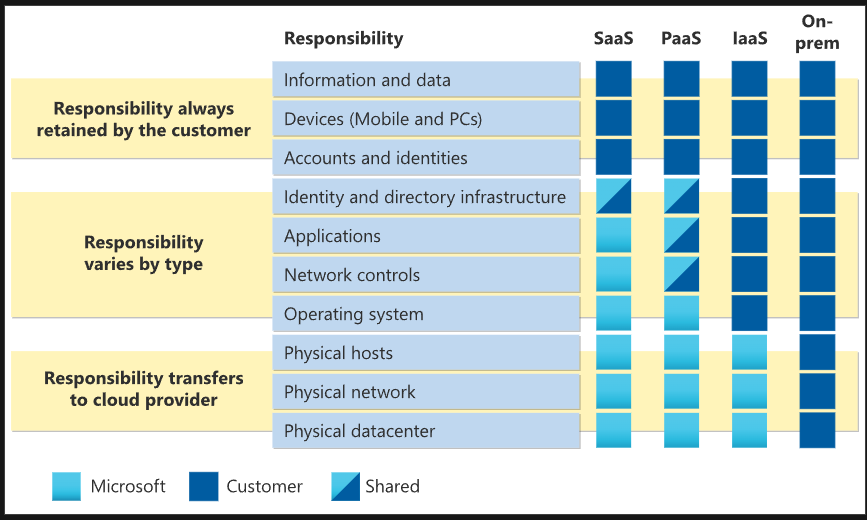 Responsibility SaaS PaaS IaaS On-
prem
Responsibility always
retained by the customer
Information and data
Devices (Mobile and PCs)
Accounts and identities
Responsibility
varies by type
Identity and directory infrastructure
Applications
Network controls
Operating system
Responsibility transfers
to cloud provider
Physical hosts
Physical network
Physical datacenter
Microsoft Customer Shared